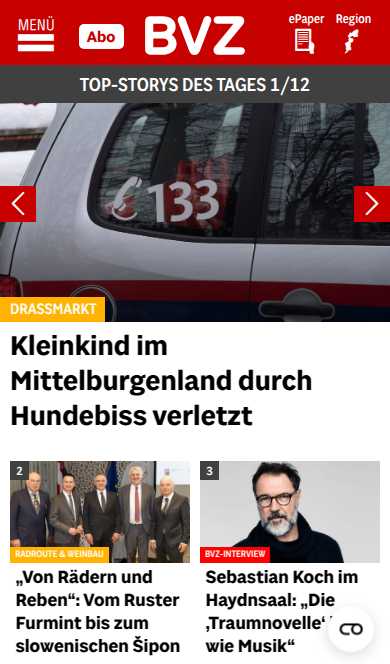 MENÜ
Abo
BVZ
ePaper
Region
TOP-STORYS DES TAGES 1/12
133
DRASSMARKT
Kleinkind im
Mittelburgenland durch
Hundebiss verletzt
2
RADROUTE & WEINBAU
„Von Rädern und
Reben“: Vom Ruster
Furmint bis zum
slowenischen Šipon
3
BVZ-INTERVIEW
Sebastian Koch im
Haydnsaal: „Die
‚Traumnovelle‘
wie Musik“